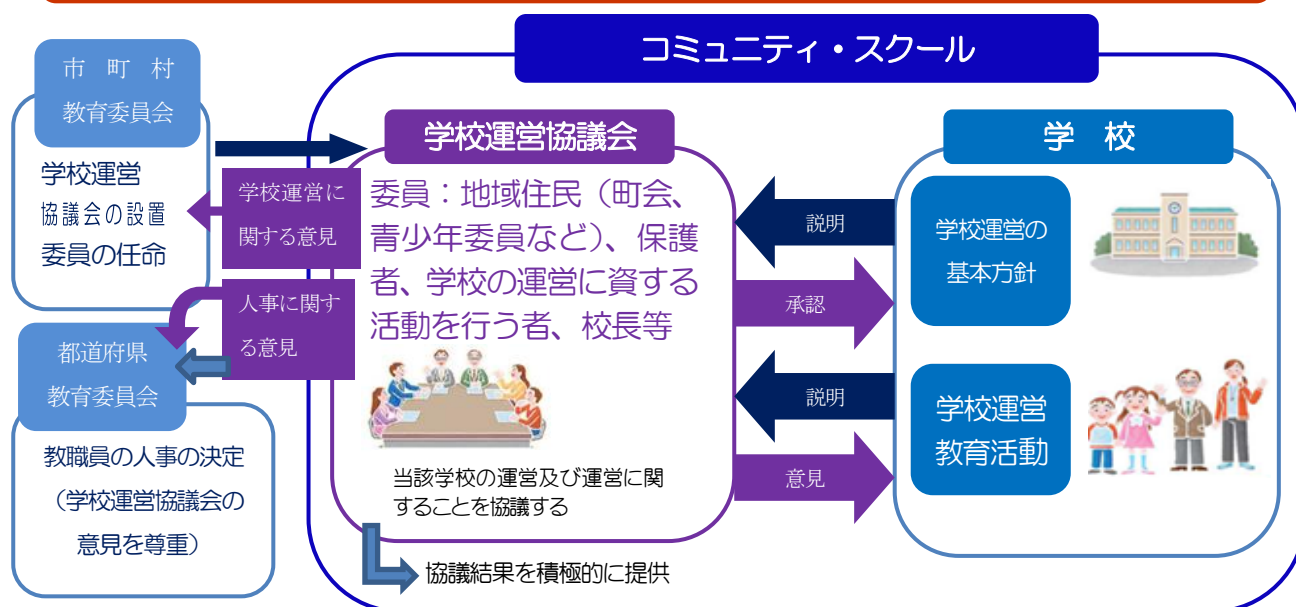 コミュニティ・スクール
市 町 村
教育委員会
学校運営
協議会の設置
委員の任命
学校運営に
関する意見
人事に関す
る意見
都道府県
教育委員会
教職員の人事の決定
(学校運営協議会の
意見を尊重)
学校運営協議会
委員：地域住民（町会、
青少年委員など）、保護
者、学校の運営に資する
活動を行う者、校長等
当該学校の運営及び運営に関
することを協議する
協議結果を積極的に提供
説明
承認
説明
意見
学 校
学校運営の
基本方針
学校運営
教育活動